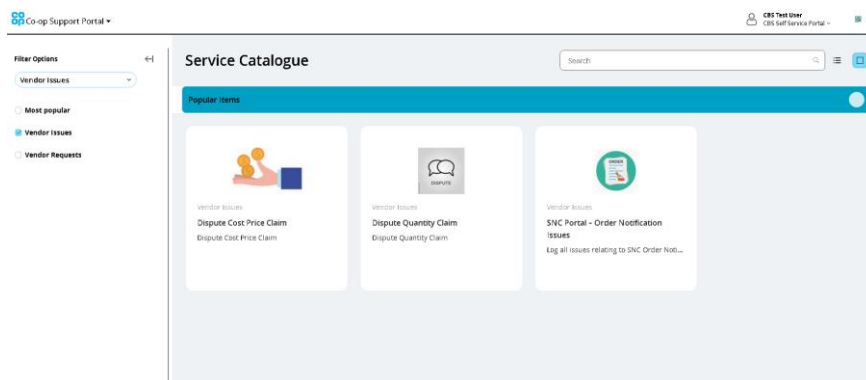 co op Co-op Support Portal
CBS Test User
CBS Self Service Portal
Filter Options
Vendor Issues
Most popular
Vendor Issues
Vendor Requests
Service Catalogue
Search
Popular Items
Vendor Issues
Dispute Cost Price Claim
Dispute Cost Price Claim
DISPUTE
Vendor Issues
Dispute Quantity Claim
Dispute Quantity Claim
ORDER
Vendor Issues
SNC Portal – Order Notification
Issues
Log all issues relating to SNC Order Noti...